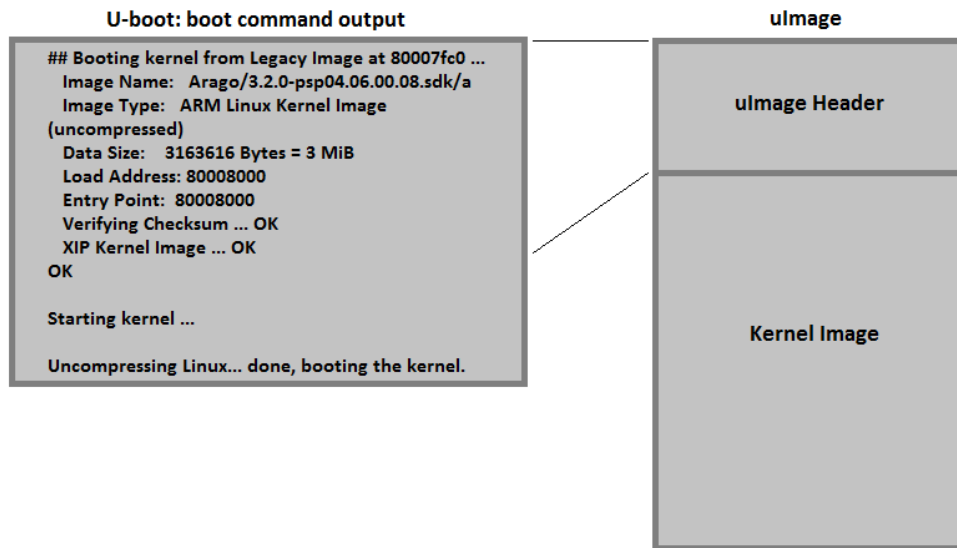 U-boot: boot command output
## Booting kernel from Legacy Image at 80007fc0 ...
Image Name:   Arago/3.2.0-psp04.06.00.08.sdk/a
Image Type:   ARM Linux Kernel Image
(uncompressed)
Data Size:    3163616 Bytes = 3 MiB
Load Address: 80008000
Entry Point:  80008000
Verifying Checksum ... OK
XIP Kernel Image ... OK
OK
Starting kernel ...
Uncompressing Linux... done, booting the kernel.
uImage
uImage Header
Kernel Image